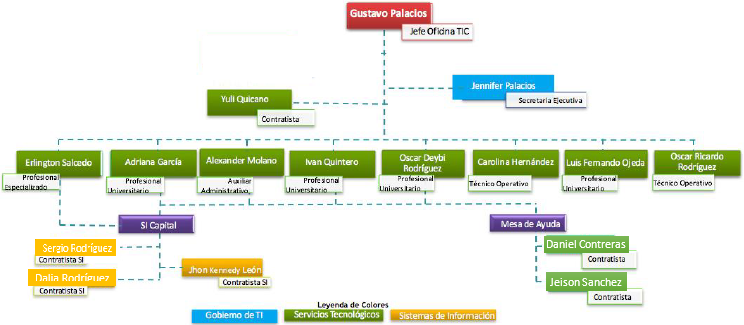 Gustavo Palacios
Jefe Oficina TIC
Jennifer Palacios
Secretaria Ejecutiva
Yuli Quicano
Contratista
Erlington Salcedo
Profesional
Especializado
Adriana García
Profesional
Universitario
Alexander Molano
Auxiliar
Administrativo
Ivan Quintero
Profesional
Universitario
Oscar Deybi
Rodríguez
Profesional
Universitario
Carolina Hernández
Técnico Operativo
Luis Fernando Ojeda
Profesional
Universitario
Oscar Ricardo
Rodríguez
Técnico Operativo
SI Capital
Mesa de Ayuda
Sergio Rodríguez
Contratista SI
Dalia Rodríguez
Contratista SI
Jhon Kennedy León
Contratista SI
Daniel Contreras
Contratista
Jeison Sanchez
Contratista
Leyenda de Colores
Gobierno de TI
Servicios Tecnológicos
Sistemas de Información